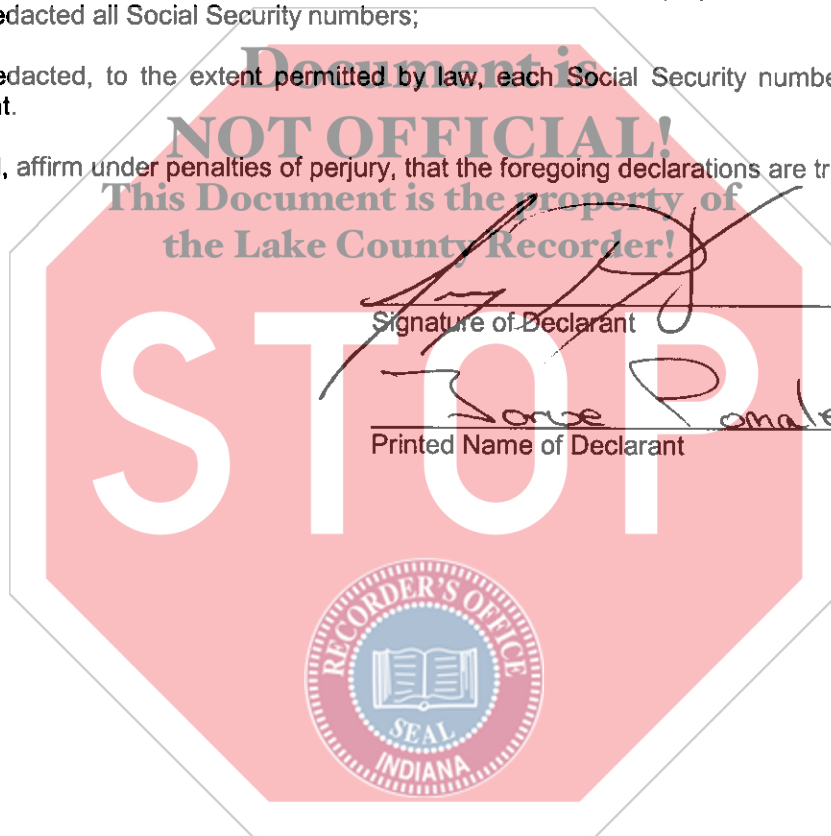 edacted all Social Security numbers;
Document is
edacted, to the extent permitted by law, each Social Security numbe
nt.
NOT OFFICIAL!
I, affirm under penalties of perjury, that the foregoing declarations are tr
This Document is the property of
the Lake County Recorder!
Signature of Declarant
Printed Name of Declarant
STOP
RECORDER'S OFFICE
SEAL
INDIANA